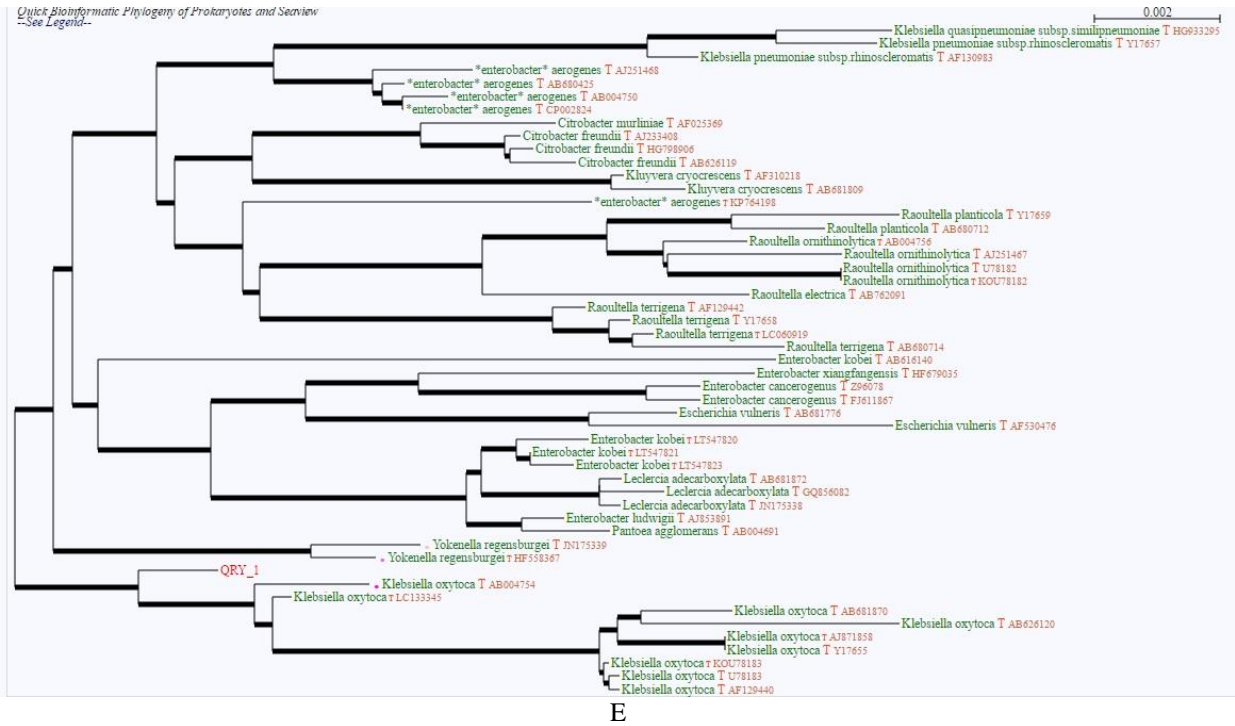 Quick Bioinformatic Phylogeny of Prokaryotes and Seaview
--See Legend--
0.002
Klebsiella quasipneumoniae subsp.similipneumoniae T HG933295
Klebsiella pneumoniae subsp.rhinoscleromatis T Y17657
Klebsiella pneumoniae subsp.rhinoscleromatis T AF130983
*enterobacter* aerogenes T AJ251468
*enterobacter* aerogenes T AB680425
*enterobacter* aerogenes T AB004750
*enterobacter* aerogenes T CP002824
Citrobacter murliniae T AF025369
Citrobacter freundii T AJ233408
Citrobacter freundii T HG798906
Citrobacter freundii T AB626119
Kluyvera cryocrescens T AF310218
Kluyvera cryocrescens T AB681809
*enterobacter* aerogenes T KP764198
Raoultella planticola T Y17659
Raoultella planticola T AB680712
Raoultella ornithinolytica T AB004756
Raoultella ornithinolytica T AJ251467
Raoultella ornithinolytica T U78182
Raoultella ornithinolytica T KOU78182
Raoultella electrica T AB762091
Raoultella terrigena T AF129442
Raoultella terrigena T Y17658
Raoultella terrigena T LC060919
Raoultella terrigena T AB680714
Enterobacter kobei T AB616140
Enterobacter xiangfangensis T HF679035
Enterobacter cancerogenus T Z96078
Enterobacter cancerogenus T FJ611867
Escherichia vulneris T AB681776
Escherichia vulneris T AF530476
Enterobacter kobei T LT547820
Enterobacter kobei T LT547821
Enterobacter kobei T LT547823
Leclercia adecarboxylata T AB681872
Leclercia adecarboxylata T GQ856082
Leclercia adecarboxylata T JN175338
Enterobacter ludwigii T AJ853891
Pantoea agglomerans T AB004691
Yokenella regensburgei T JN175339
Yokenella regensburgei T HF558367
QRY_1
Klebsiella oxytoca T AB004754
Klebsiella oxytoca T LC133345
Klebsiella oxytoca T AB681870
Klebsiella oxytoca T AB626120
Klebsiella oxytoca T AJ871858
Klebsiella oxytoca T Y17655
Klebsiella oxytoca T KOU78183
Klebsiella oxytoca T U78183
Klebsiella oxytoca T AF129440
E